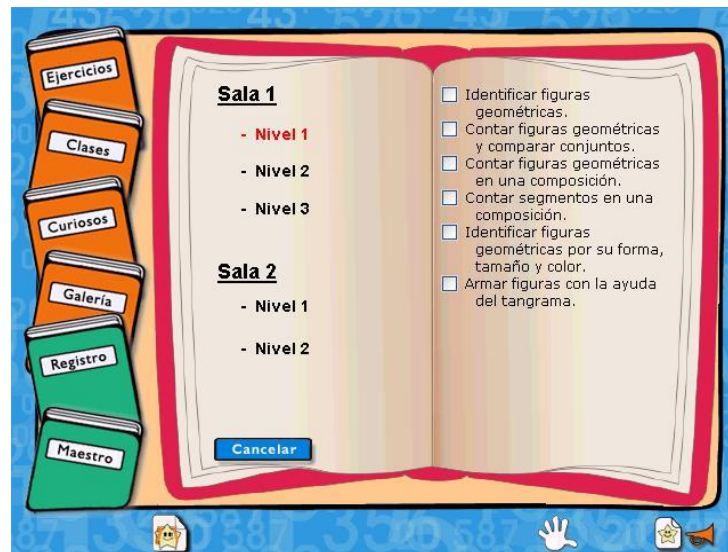 Ejercicios
Clases
Curiosos
Galería
Registro
Maestro
Sala 1
- Nivel 1
- Nivel 2
- Nivel 3
Sala 2
- Nivel 1
- Nivel 2
Cancelar
Identificar figuras
geométricas.
Contar figuras geométricas
y comparar conjuntos.
Contar figuras geométricas
en una composición.
Contar segmentos en una
composición.
Identificar figuras
geométricas por su forma,
tamaño y color.
Armar figuras con la ayuda
del tangrama.